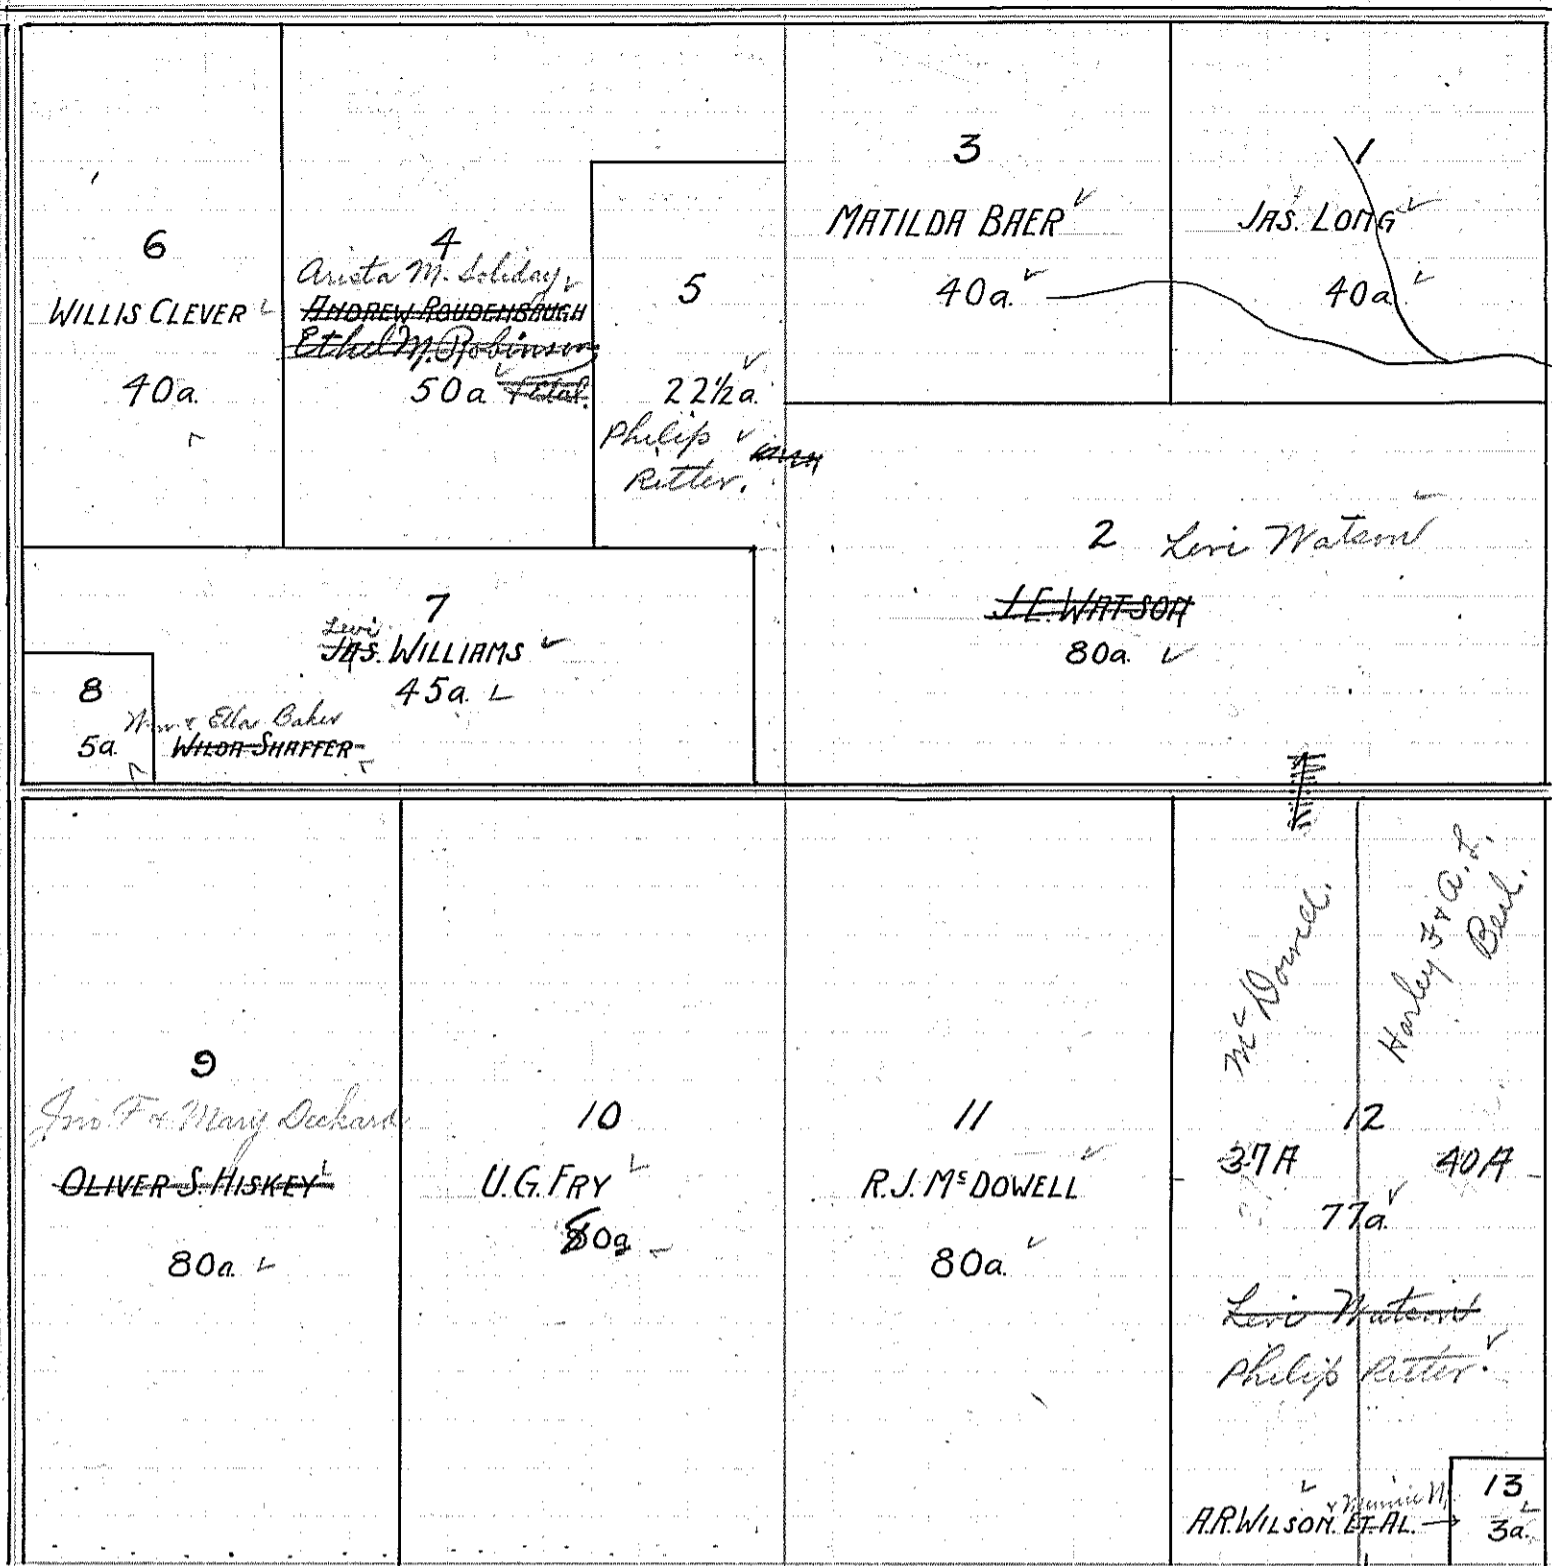 6
WILLIS CLEVER
40a.
4
Arista M. Soliday
ANDREW ROUDENBAUGH
Ethel M. Robinson
50a
5
22½a.
Philip
Ritter.
3
MATILDA BAER
40a.
1
JAS. LONG
40a
2 Levi Watson
J.E. WATSON
80a.
7
Levi
JAS. WILLIAMS
45a
8
5a.
Wm & Ella Baker
WILDA SHAFFER
9
Jno F & Mary Deckard
OLIVER S. HISKEY
80a.
10
U.G. FRY
80a
11
R.J. McDOWELL
80a.
McDowell.
Harley F & A. L.
Beil.
12
37A
40A
77a
Levi Watson
Philip Ritter.
& Minnie N.
A.R. WILSON. ET AL. →
13
3a.